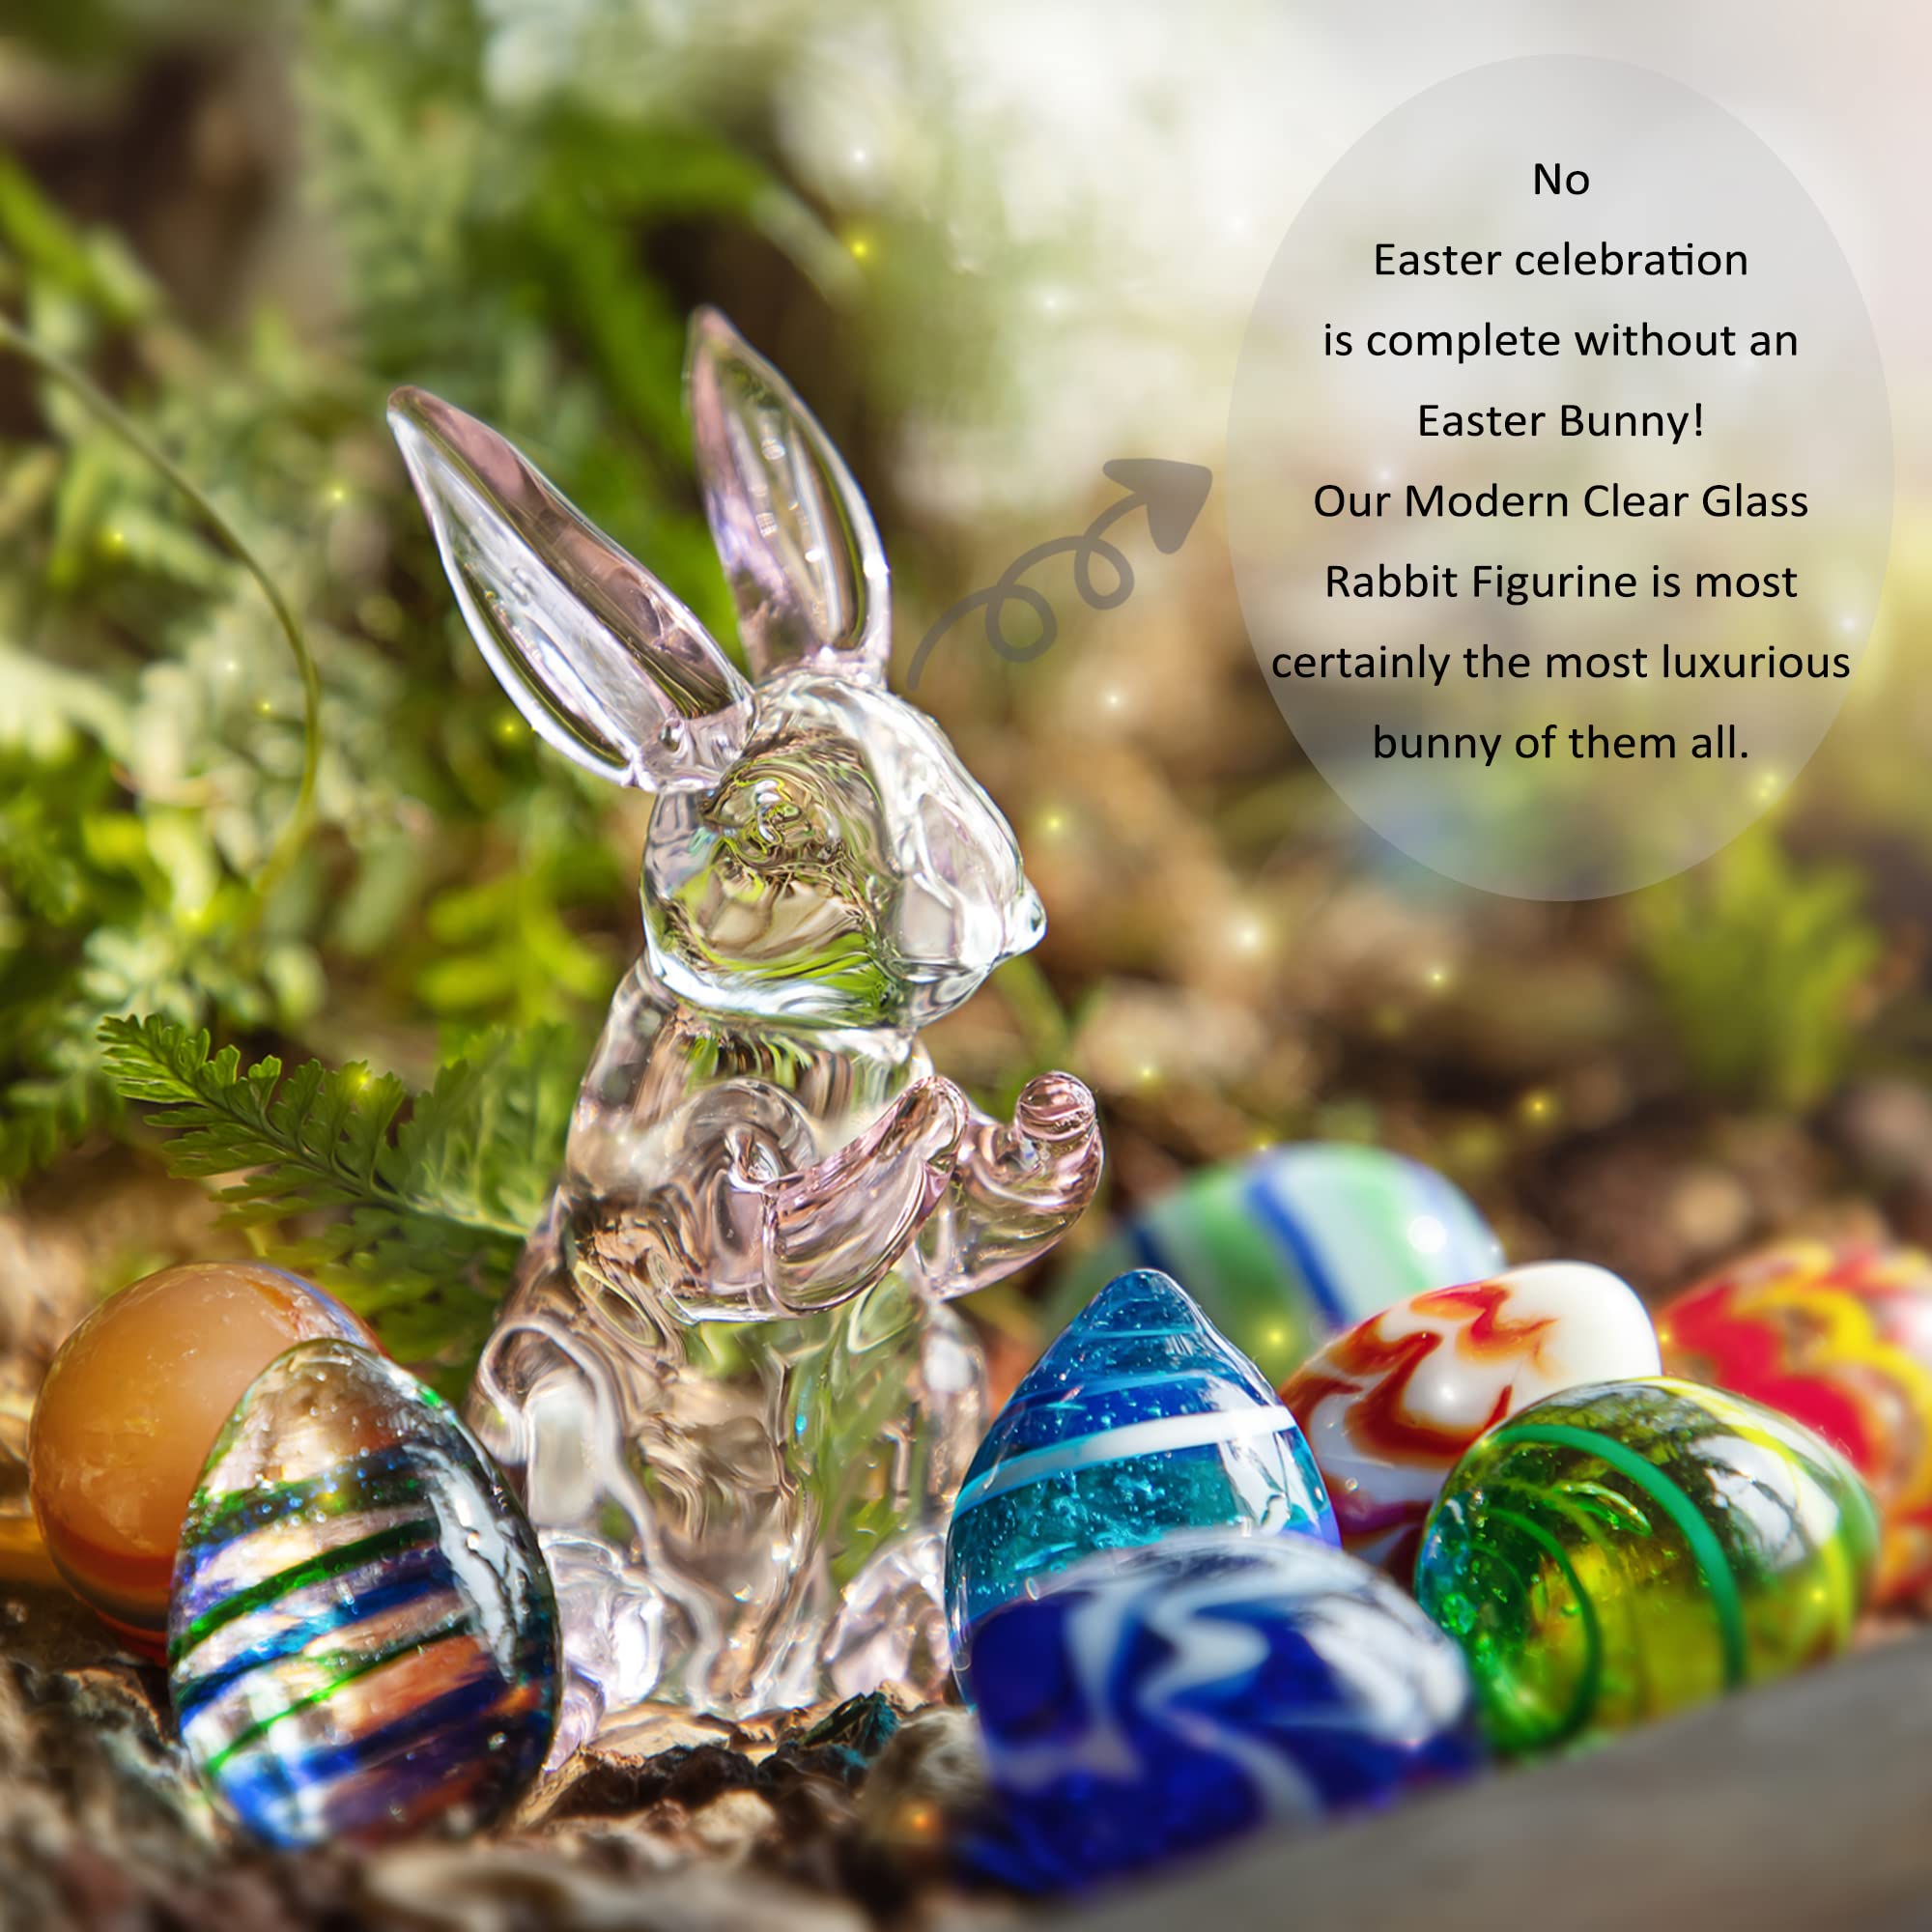 No
Easter celebration
is complete without an
Easter Bunny!
Our Modern Clear Glass
Rabbit Figurine is most
certainly the most luxurious
bunny of them all.